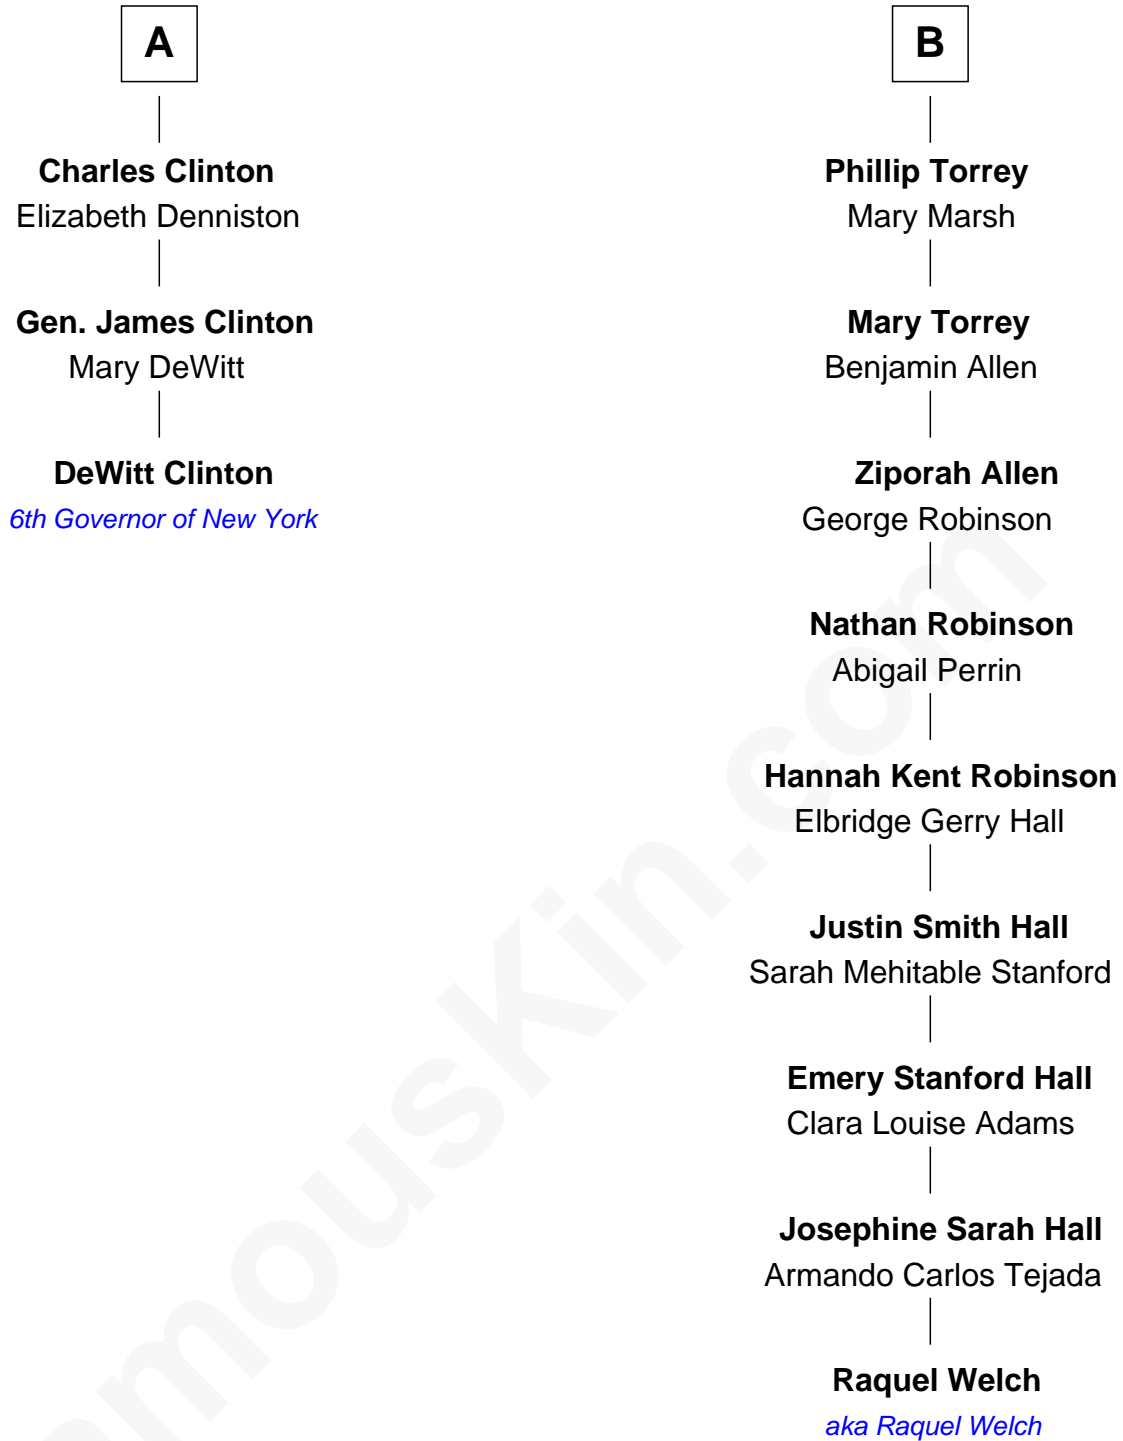 A
Charles Clinton
Elizabeth Denniston
Gen. James Clinton
Mary DeWitt
DeWitt Clinton
6th Governor of New York
B
Phillip Torrey
Mary Marsh
Mary Torrey
Benjamin Allen
Ziporah Allen
George Robinson
Nathan Robinson
Abigail Perrin
Hannah Kent Robinson
Elbridge Gerry Hall
Justin Smith Hall
Sarah Mehitable Stanford
Emery Stanford Hall
Clara Louise Adams
Josephine Sarah Hall
Armando Carlos Tejada
Raquel Welch
aka Raquel Welch
amouskin.com